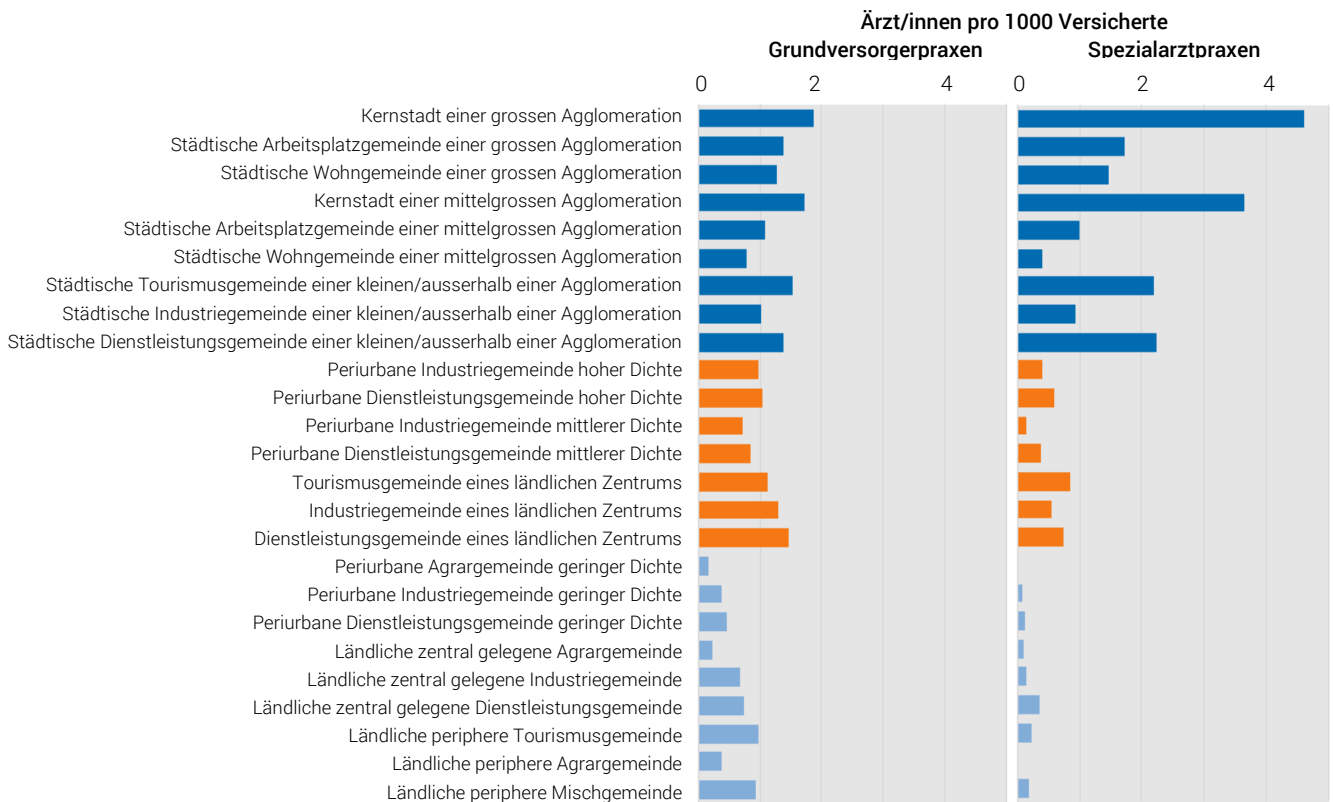 Ärzt/innen pro 1000 Versicherte
Grundversorgerpraxen Spezialarztpraxen
0 2 4 0 2 4
Kernstadt einer grossen Agglomeration
Städtische Arbeitsplatzgemeinde einer grossen Agglomeration
Städtische Wohngemeinde einer grossen Agglomeration
Kernstadt einer mittelgrossen Agglomeration
Städtische Arbeitsplatzgemeinde einer mittelgrossen Agglomeration
Städtische Wohngemeinde einer mittelgrossen Agglomeration
Städtische Tourismusgemeinde einer kleinen/ausserhalb einer Agglomeration
Städtische Industriegemeinde einer kleinen/ausserhalb einer Agglomeration
Städtische Dienstleistungsgemeinde einer kleinen/ausserhalb einer Agglomeration
Periurbane Industriegemeinde hoher Dichte
Periurbane Dienstleistungsgemeinde hoher Dichte
Periurbane Industriegemeinde mittlerer Dichte
Periurbane Dienstleistungsgemeinde mittlerer Dichte
Tourismusgemeinde eines ländlichen Zentrums
Industriegemeinde eines ländlichen Zentrums
Dienstleistungsgemeinde eines ländlichen Zentrums
Periurbane Agrargemeinde geringer Dichte
Periurbane Industriegemeinde geringer Dichte
Periurbane Dienstleistungsgemeinde geringer Dichte
Ländliche zentral gelegene Agrargemeinde
Ländliche zentral gelegene Industriegemeinde
Ländliche zentral gelegene Dienstleistungsgemeinde
Ländliche periphere Tourismusgemeinde
Ländliche periphere Agrargemeinde
Ländliche periphere Mischgemeinde